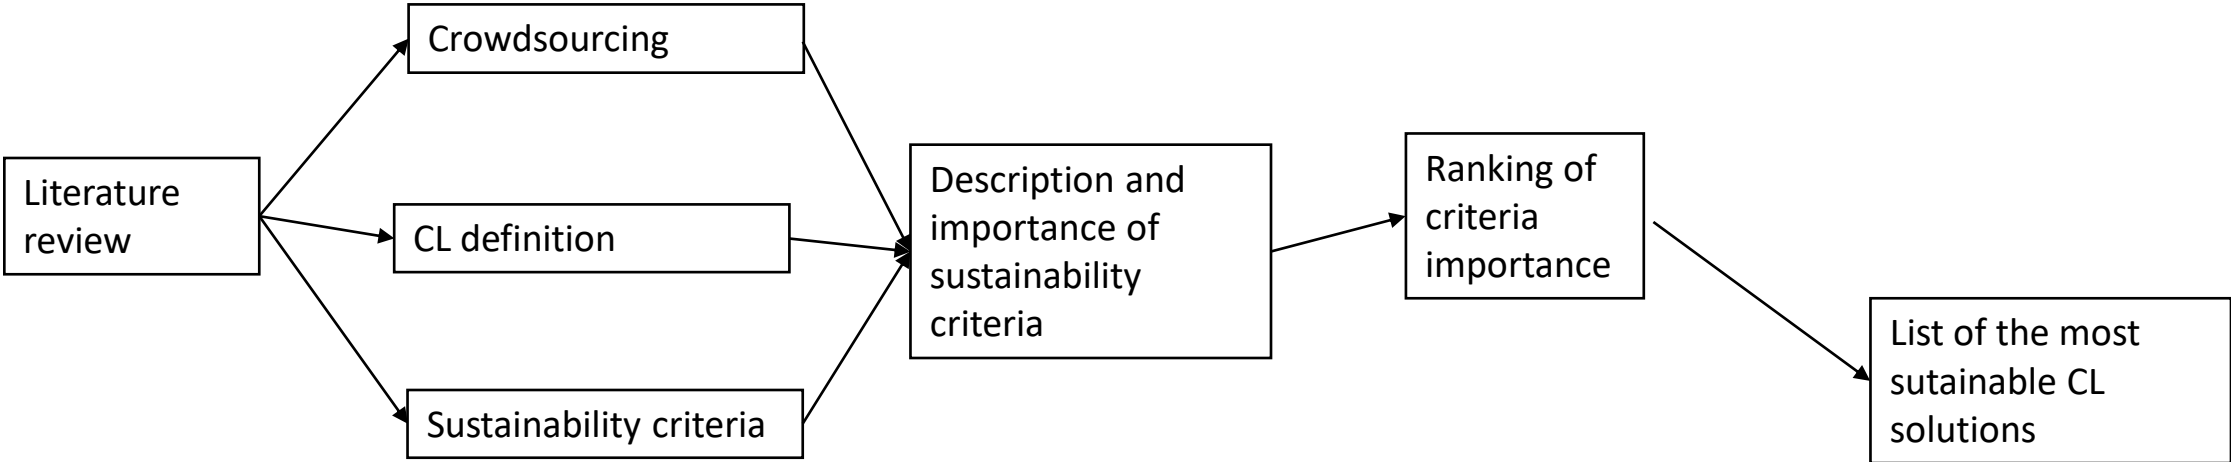 Literature
review
Crowdsourcing
CL definition
Sustainability criteria
Description and
importance of
sustainability
criteria
Ranking of
criteria
importance
List of the most
sutainable CL
solutions